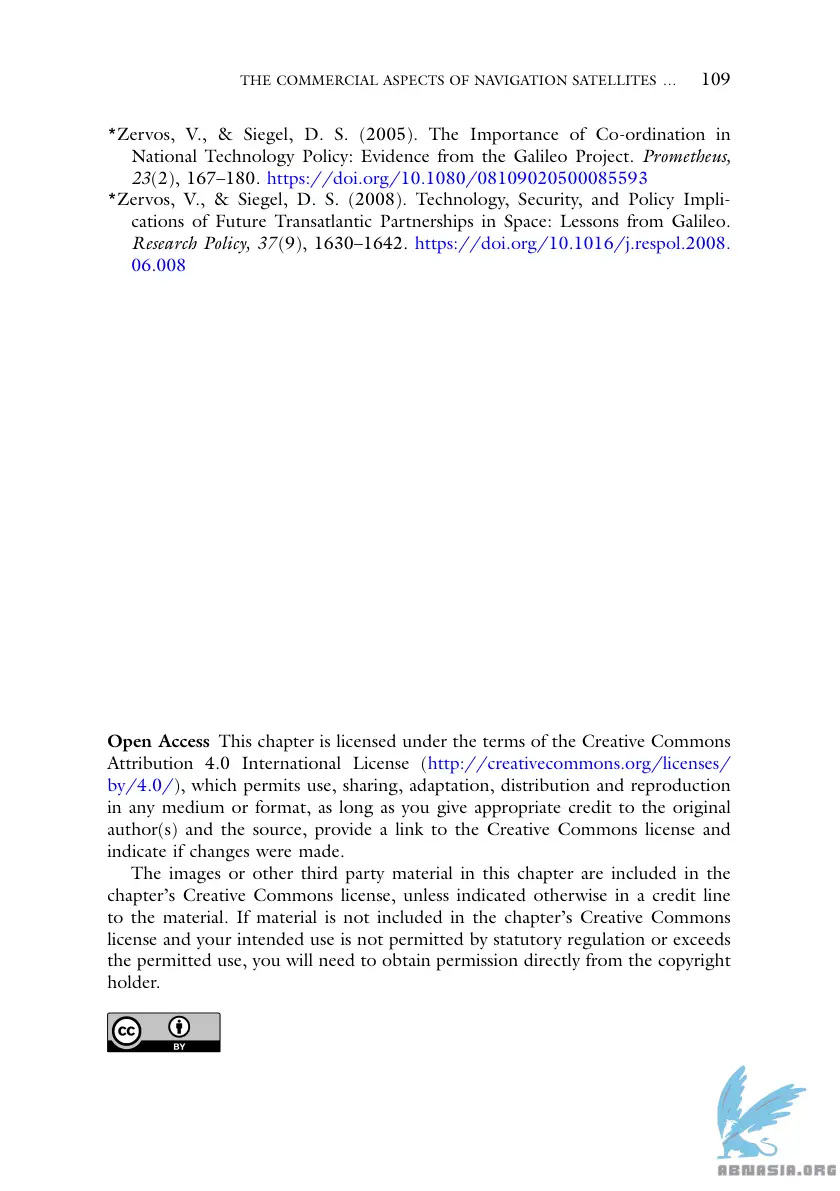 THE COMMERCIAL ASPECTS OF NAVIGATION SATELLITES … 109
*Zervos, V., & Siegel, D. S. (2005). The Importance of Co-ordination in
National Technology Policy: Evidence from the Galileo Project. Prometheus,
23(2), 167–180. https://doi.org/10.1080/08109020500085593
*Zervos, V., & Siegel, D. S. (2008). Technology, Security, and Policy Impli-
cations of Future Transatlantic Partnerships in Space: Lessons from Galileo.
Research Policy, 37(9), 1630–1642. https://doi.org/10.1016/j.respol.2008.
06.008
Open Access This chapter is licensed under the terms of the Creative Commons
Attribution 4.0 International License (http://creativecommons.org/licenses/
by/4.0/), which permits use, sharing, adaptation, distribution and reproduction
in any medium or format, as long as you give appropriate credit to the original
author(s) and the source, provide a link to the Creative Commons license and
indicate if changes were made.
The images or other third party material in this chapter are included in the
chapter’s Creative Commons license, unless indicated otherwise in a credit line
to the material. If material is not included in the chapter’s Creative Commons
license and your intended use is not permitted by statutory regulation or exceeds
the permitted use, you will need to obtain permission directly from the copyright
holder.
cc
BY
ABNASIA.ORG